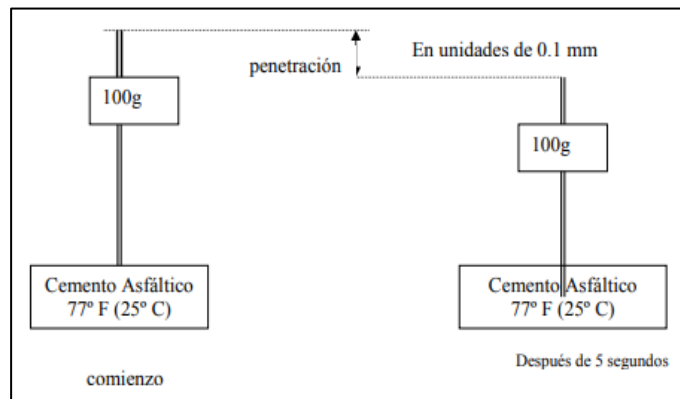 En unidades de 0.1 mm
penetración
100g
100g
Cemento Asfáltico
77º F (25º C)
Cemento Asfáltico
77º F (25º C)
Después de 5 segundos
comienzo